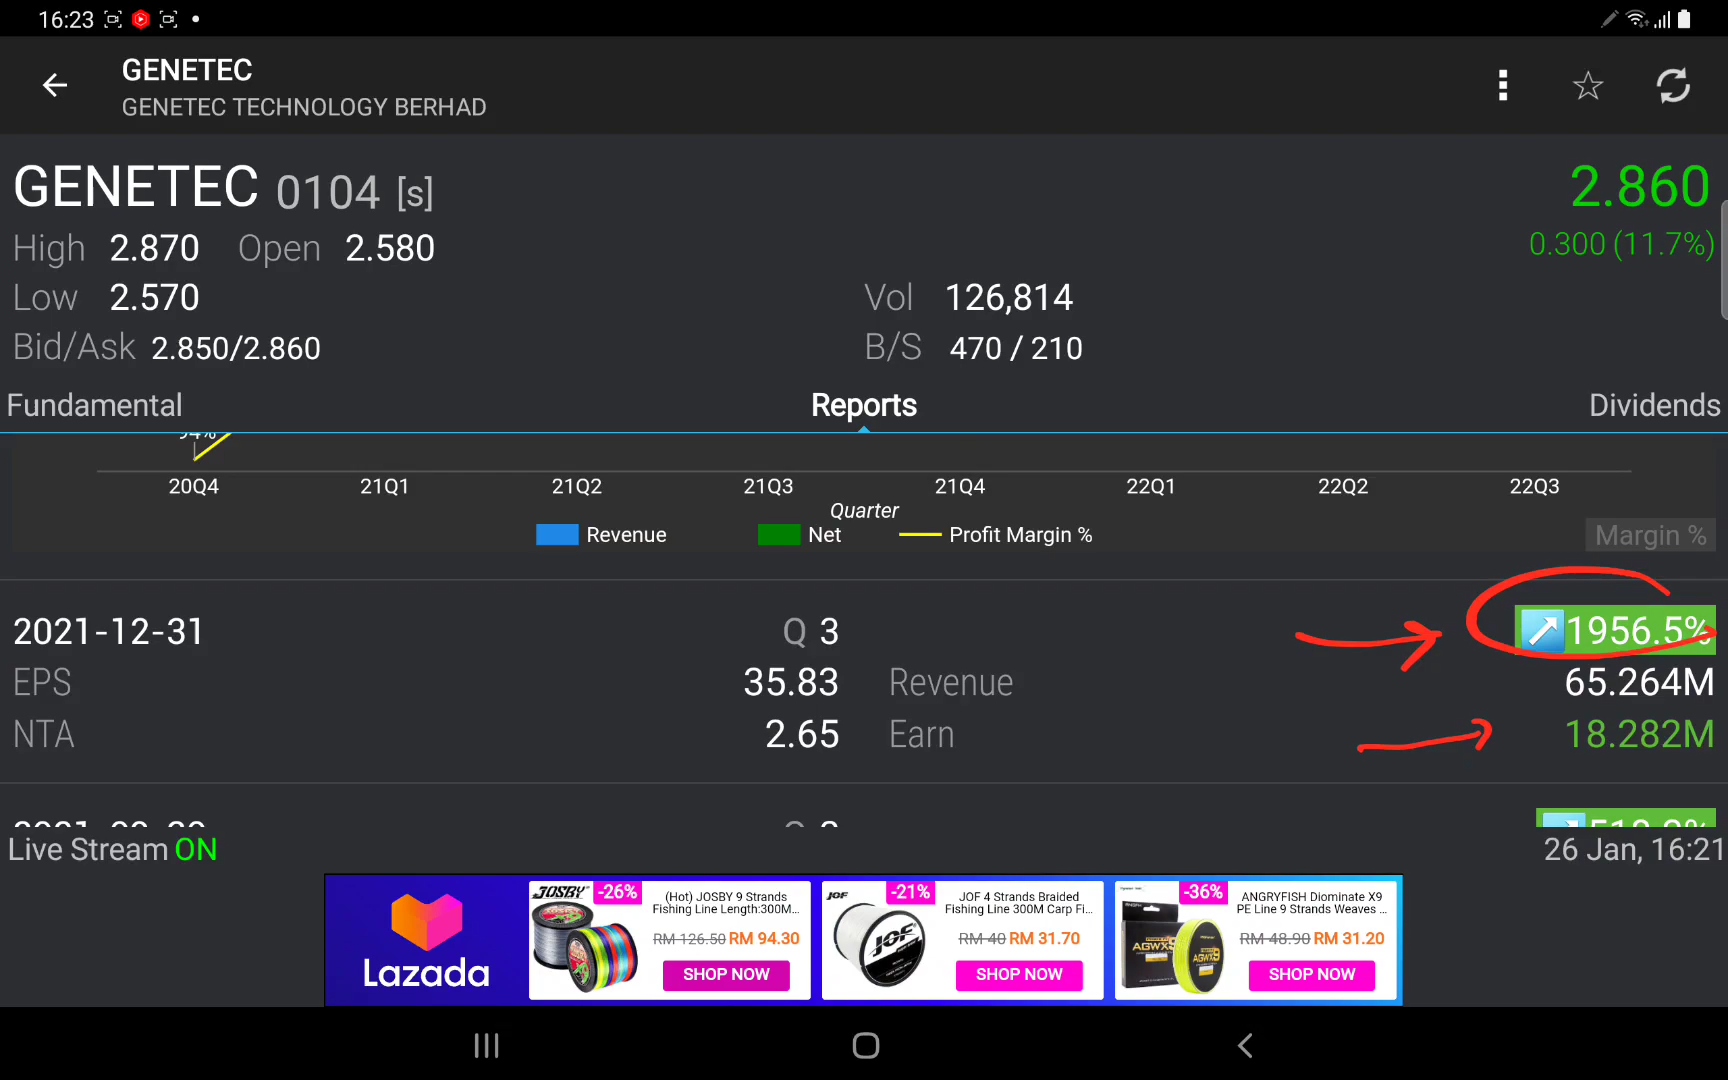 16:23
GENETEC
GENETEC TECHNOLOGY BERHAD
GENETEC 0104 [s]
2.860
High 2.870 Open 2.580
0.300 (11.7%)
Low 2.570
Vol 126,814
Bid/Ask 2.850/2.860
B/S 470 / 210
Fundamental
Reports
Dividends
94%
20Q4 21Q1 21Q2 21Q3 21Q4 22Q1 22Q2 22Q3
Quarter
Revenue Net Profit Margin %
Margin %
2021-12-31 Q 3 1956.5%
EPS 35.83 Revenue 65.264M
NTA 2.65 Earn 18.282M
Live Stream ON
26 Jan, 16:21
Lazada
JOSBY
-26%
(Hot) JOSBY 9 Strands
Fishing Line Length:300M...
RM 126.50 RM 94.30
SHOP NOW
JOF
-21%
JOF 4 Strands Braided
Fishing Line 300M Carp Fi...
JOF
RM 40 RM 31.70
SHOP NOW
-36%
ANGRYFISH Diominate X9
PE Line 9 Strands Weaves ...
AGWX9
RM 48.90 RM 31.20
SHOP NOW